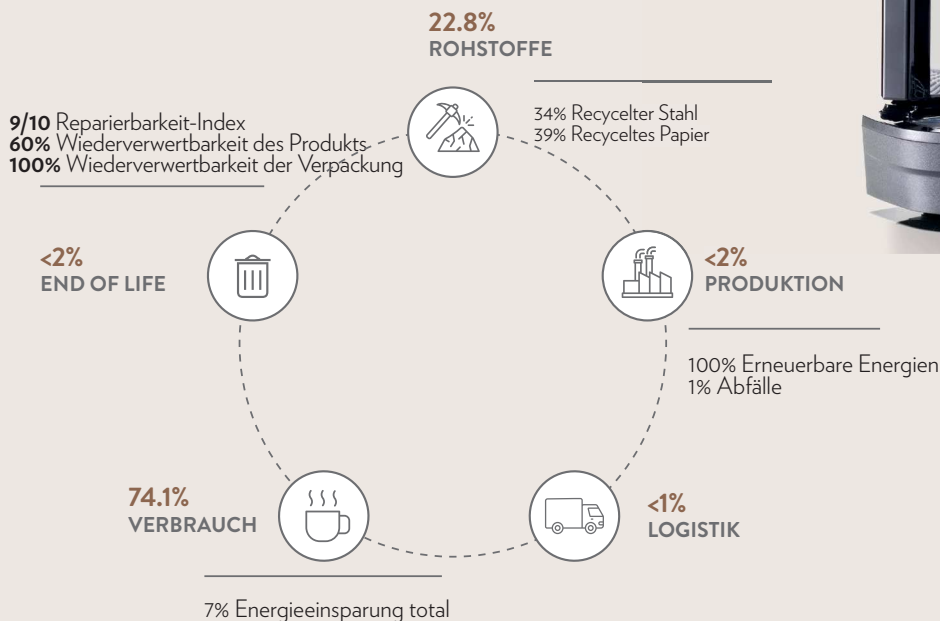 22.8%
ROHSTOFFE
34% Recycelter Stahl
39% Recyceltes Papier
9/10 Reparierbarkeit-Index
60% Wiederverwertbarkeit des Produkts
100% Wiederverwertbarkeit der Verpackung
<2%
END OF LIFE
<2%
PRODUKTION
100% Erneuerbare Energien
1% Abfälle
74.1%
VERBRAUCH
<1%
LOGISTIK
7% Energieeinsparung total